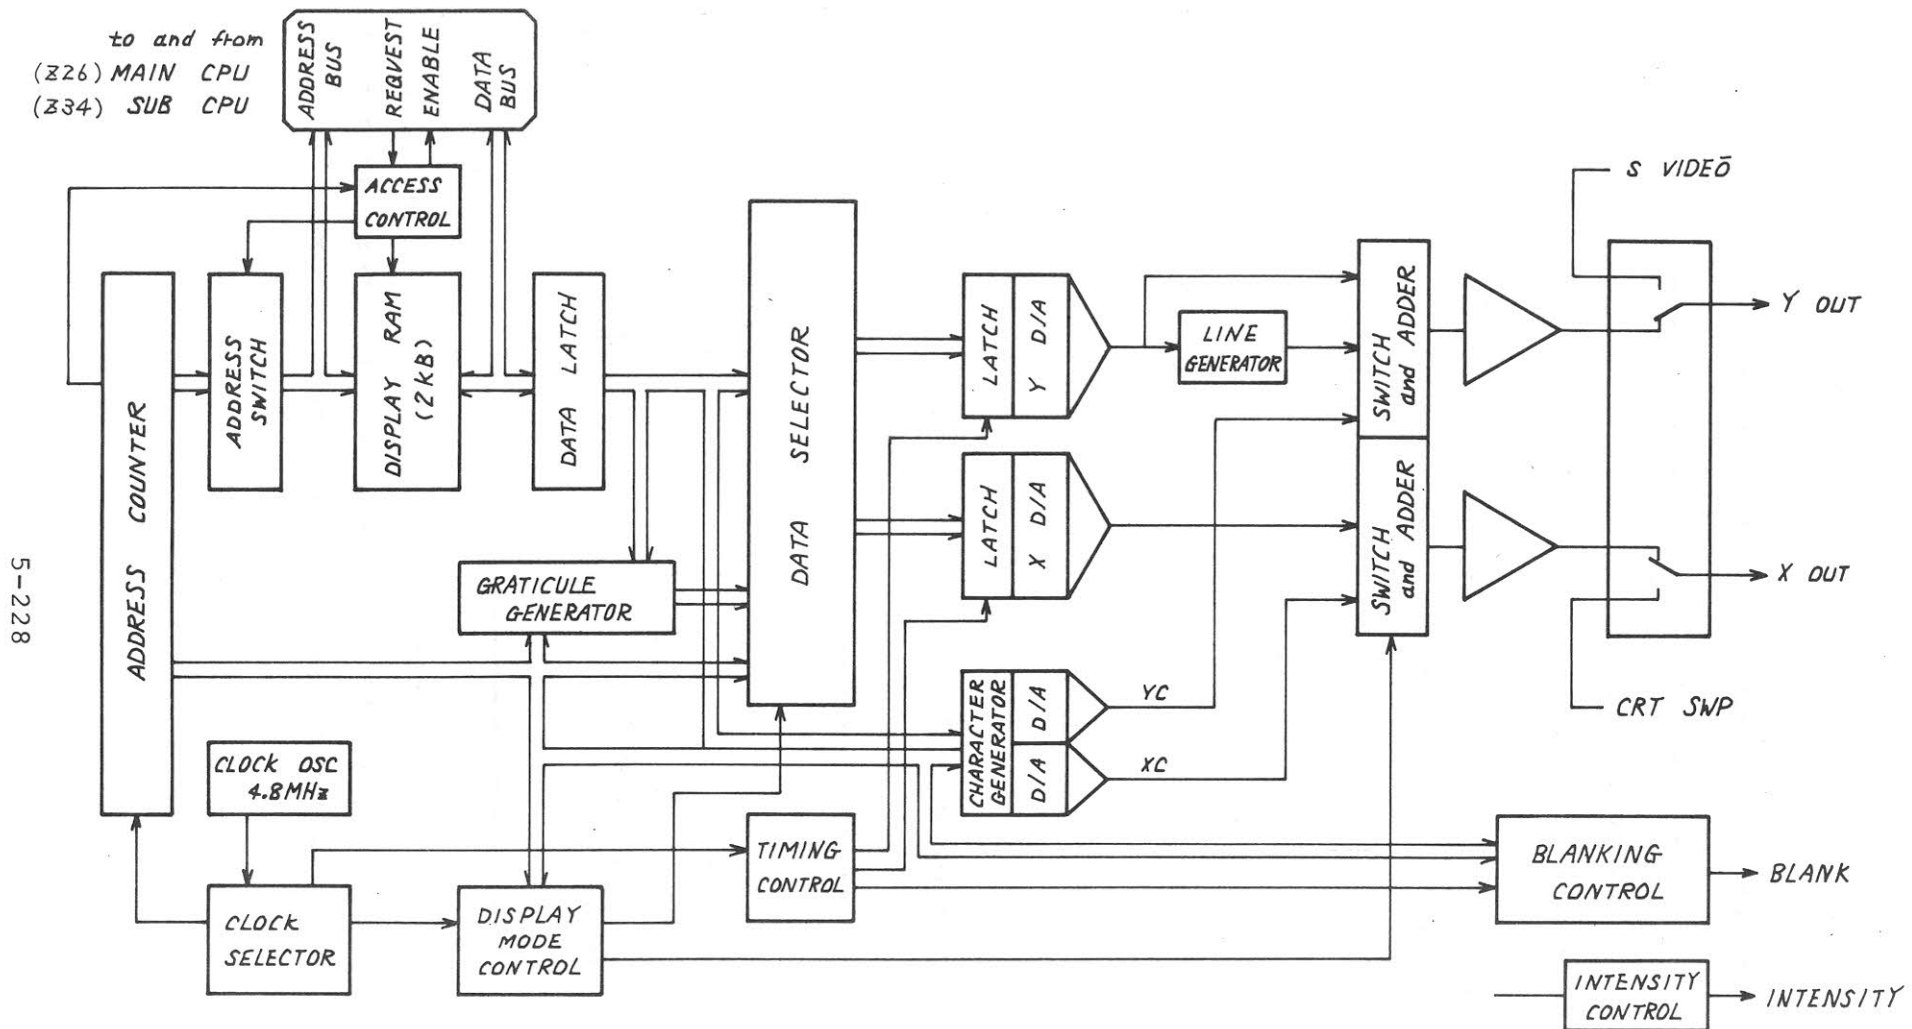 to and from
(Z26) MAIN CPU
(Z34) SUB CPU
ADDRESS
BUS
REQVEST
ENABLE
DATA
BUS
ACCESS
CONTROL
S VIDEŌ
ADDRESS COUNTER
ADDRESS
SWITCH
DISPLAY RAM
(2kB)
DATA LATCH
DATA SELECTOR
LATCH
Y D/A
LINE
GENERATOR
SWITCH
and ADDER
Y OUT
LATCH
X D/A
SWITCH
and ADDER
X OUT
GRATICULE
GENERATOR
CHARACTER
GENERATOR
D/A
D/A
YC
XC
CRT SWP
CLOCK OSC
4.8MHz
CLOCK
SELECTOR
DISPLAY
MODE
CONTROL
TIMING
CONTROL
BLANKING
CONTROL
BLANK
INTENSITY
CONTROL
INTENSITY
5-228